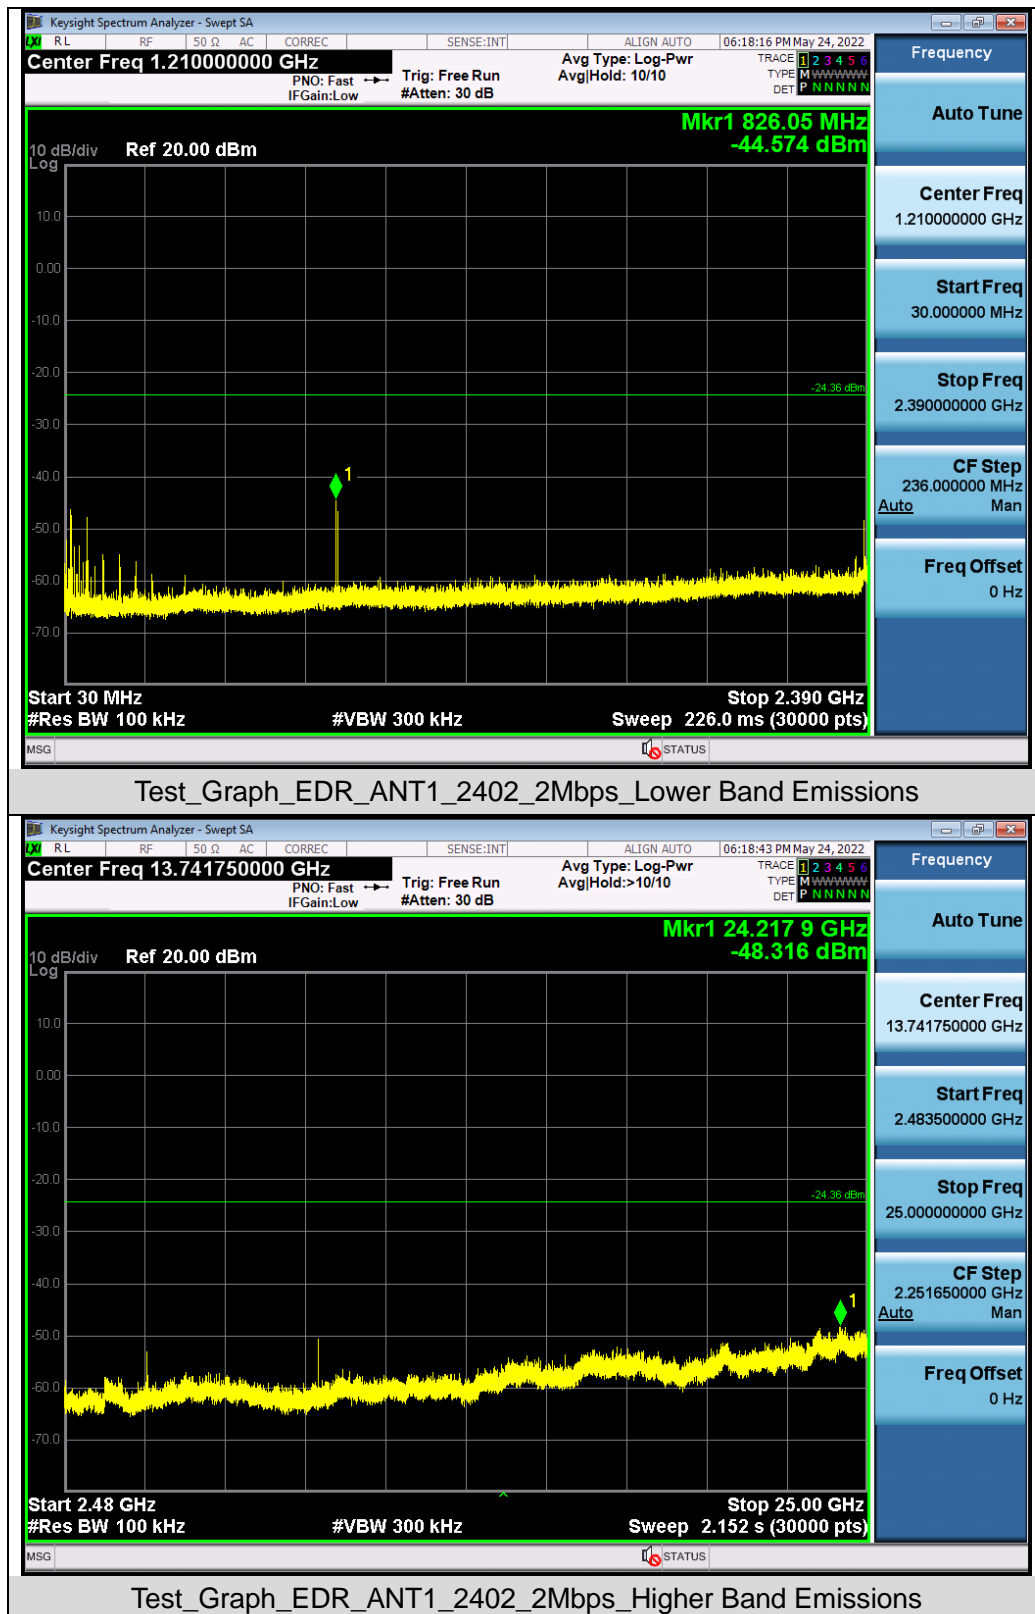 Keysight Spectrum Analyzer - Swept SA
LXI RL RF 50 Ω AC CORREC SENSE:INT ALIGN AUTO 06:18:16 PM May 24, 2022
Center Freq 1.210000000 GHz
PNO: Fast
IFGain:Low
Trig: Free Run
#Atten: 30 dB
Avg Type: Log-Pwr
Avg|Hold: 10/10
TRACE 1 2 3 4 5 6
TYPE M WWWWW
DET P N N N N N
Mkr1 826.05 MHz
-44.574 dBm
10 dB/div Ref 20.00 dBm
Log
10.0
0.00
-10.0
-20.0
-24.36 dBm
-30.0
-40.0
1
-50.0
-60.0
-70.0
Start 30 MHz Stop 2.390 GHz
#Res BW 100 kHz #VBW 300 kHz Sweep 226.0 ms (30000 pts)
MSG STATUS
Frequency
Auto Tune
Center Freq
1.210000000 GHz
Start Freq
30.000000 MHz
Stop Freq
2.390000000 GHz
CF Step
236.000000 MHz
Auto Man
Freq Offset
0 Hz
Test_Graph_EDR_ANT1_2402_2Mbps_Lower Band Emissions
Keysight Spectrum Analyzer - Swept SA
LXI RL RF 50 Ω AC CORREC SENSE:INT ALIGN AUTO 06:18:43 PM May 24, 2022
Center Freq 13.741750000 GHz
PNO: Fast
IFGain:Low
Trig: Free Run
#Atten: 30 dB
Avg Type: Log-Pwr
Avg|Hold:>10/10
TRACE 1 2 3 4 5 6
TYPE M WWWWW
DET P N N N N N
Mkr1 24.217 9 GHz
-48.316 dBm
10 dB/div Ref 20.00 dBm
Log
10.0
0.00
-10.0
-20.0
-24.36 dBm
-30.0
-40.0
1
-50.0
-60.0
-70.0
Start 2.48 GHz Stop 25.00 GHz
#Res BW 100 kHz #VBW 300 kHz Sweep 2.152 s (30000 pts)
MSG STATUS
Frequency
Auto Tune
Center Freq
13.741750000 GHz
Start Freq
2.483500000 GHz
Stop Freq
25.000000000 GHz
CF Step
2.251650000 GHz
Auto Man
Freq Offset
0 Hz
Test_Graph_EDR_ANT1_2402_2Mbps_Higher Band Emissions